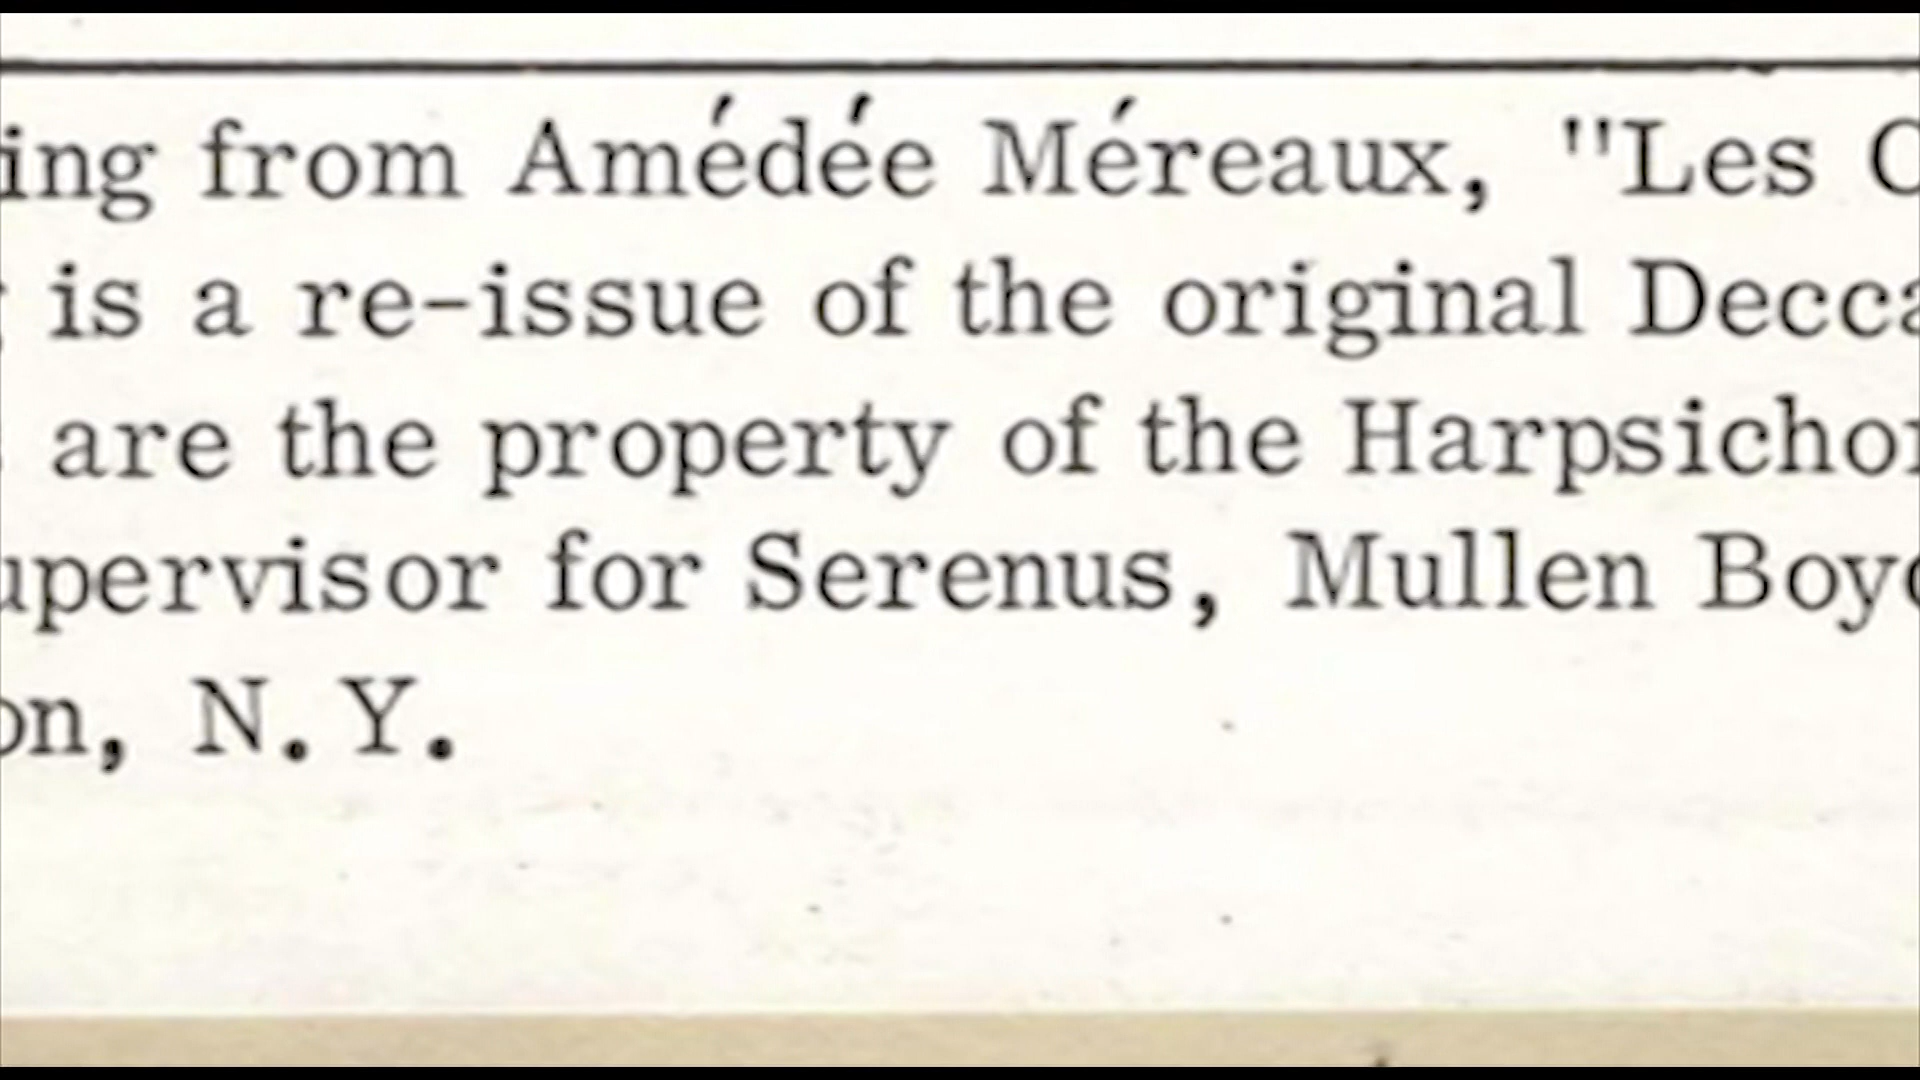 ing from Amédée Méreaux, "Les C
is a re-issue of the original Decca
are the property of the Harpsichor
upervisor for Serenus, Mullen Boyd
on, N.Y.